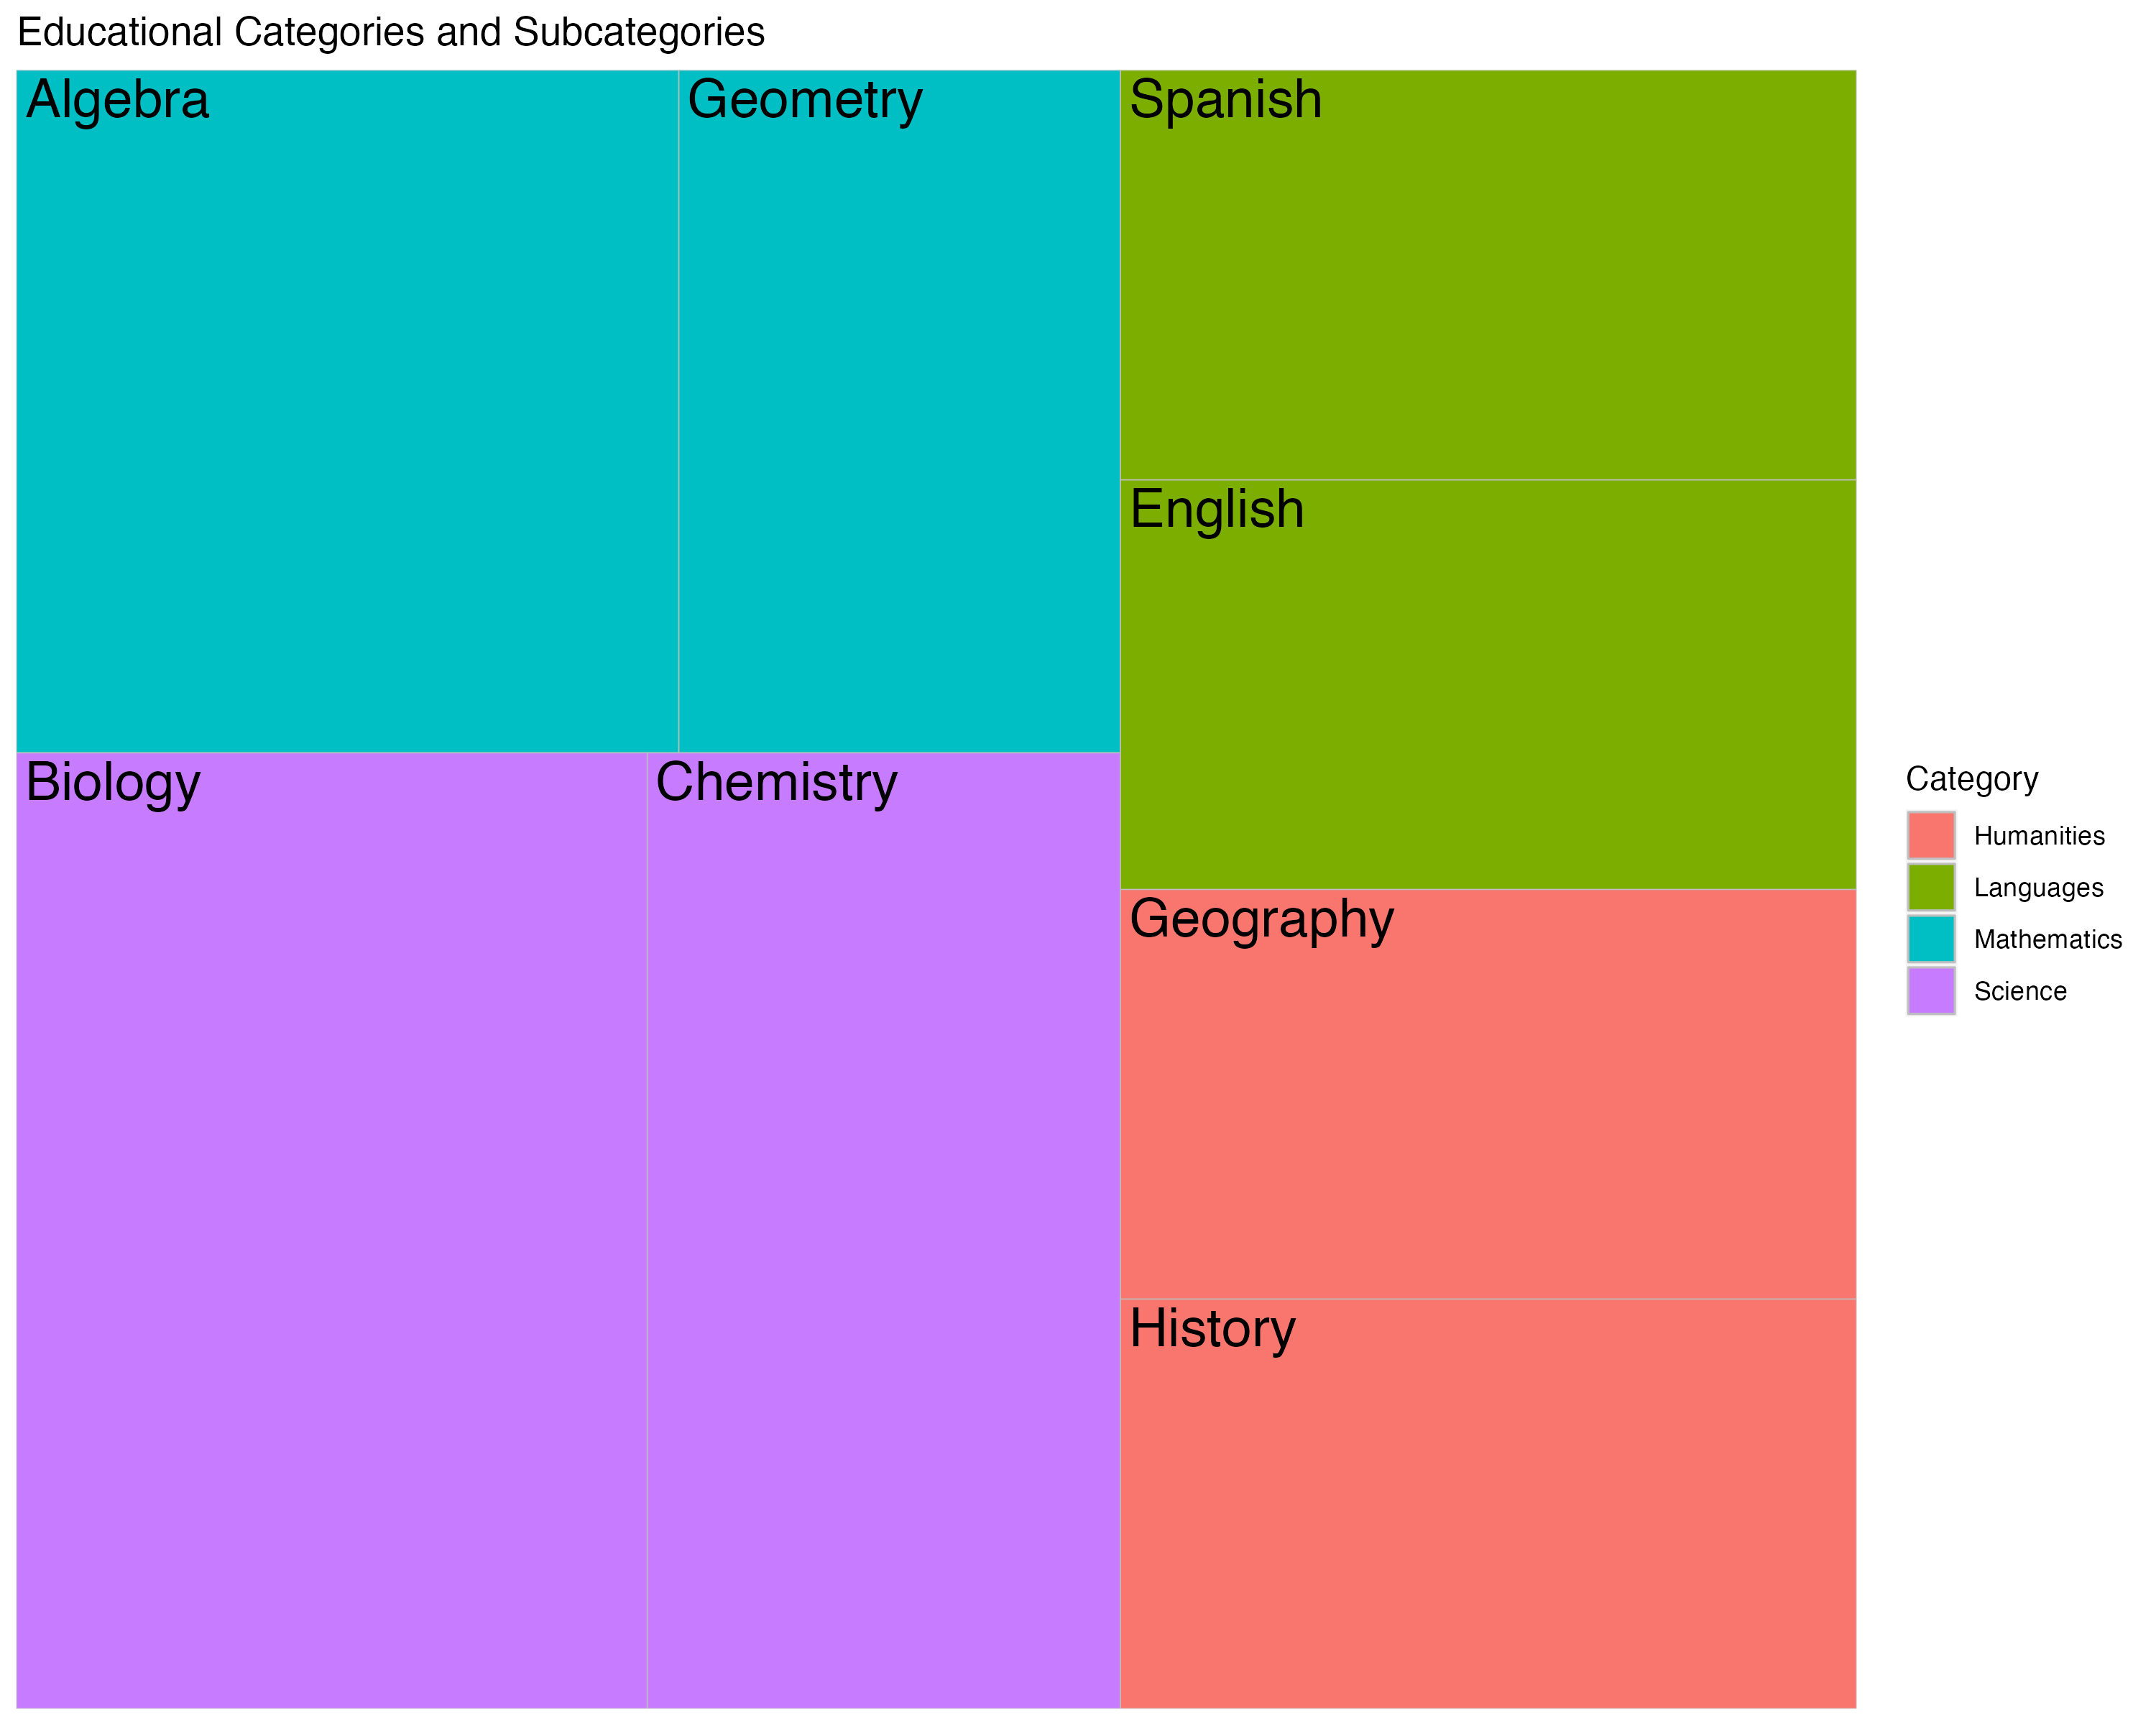 Educational Categories and Subcategories
Algebra
Geometry
Spanish
English
Biology
Chemistry
Geography
History
Category
Humanities
Languages
Mathematics
Science